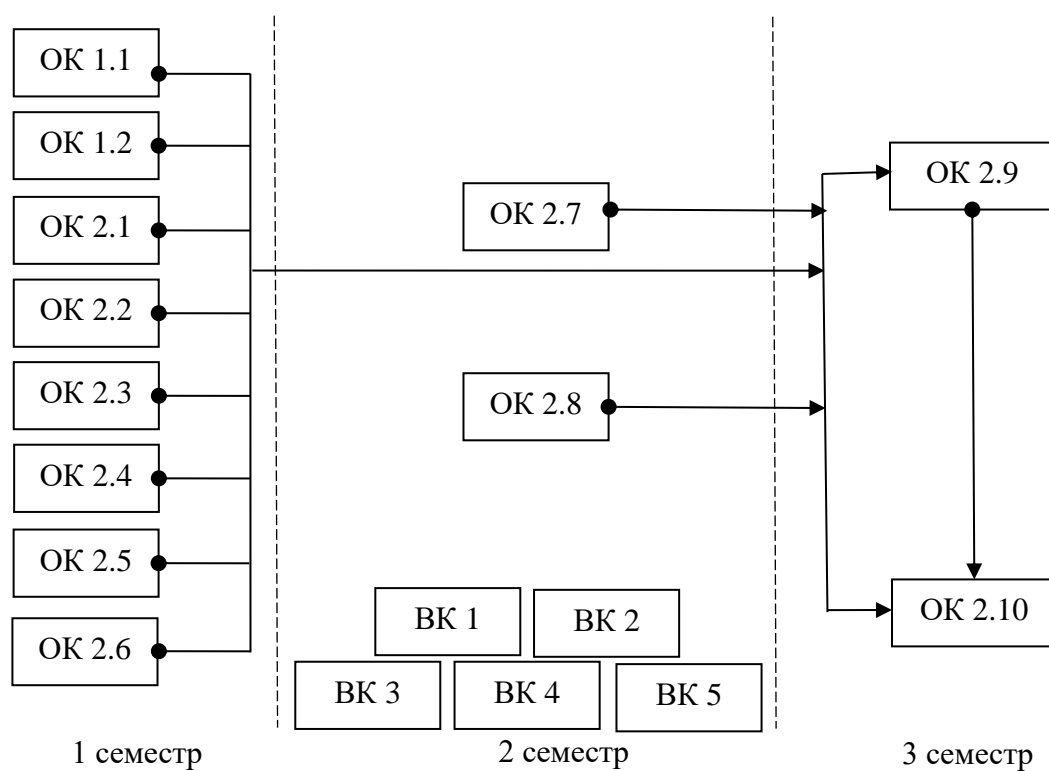 ОК 1.1
ОК 1.2
ОК 2.1
ОК 2.2
ОК 2.3
ОК 2.4
ОК 2.5
ОК 2.6
1 семестр
ОК 2.7
ОК 2.8
ВК 1
ВК 2
ВК 3
ВК 4
ВК 5
2 семестр
ОК 2.9
ОК 2.10
3 семестр